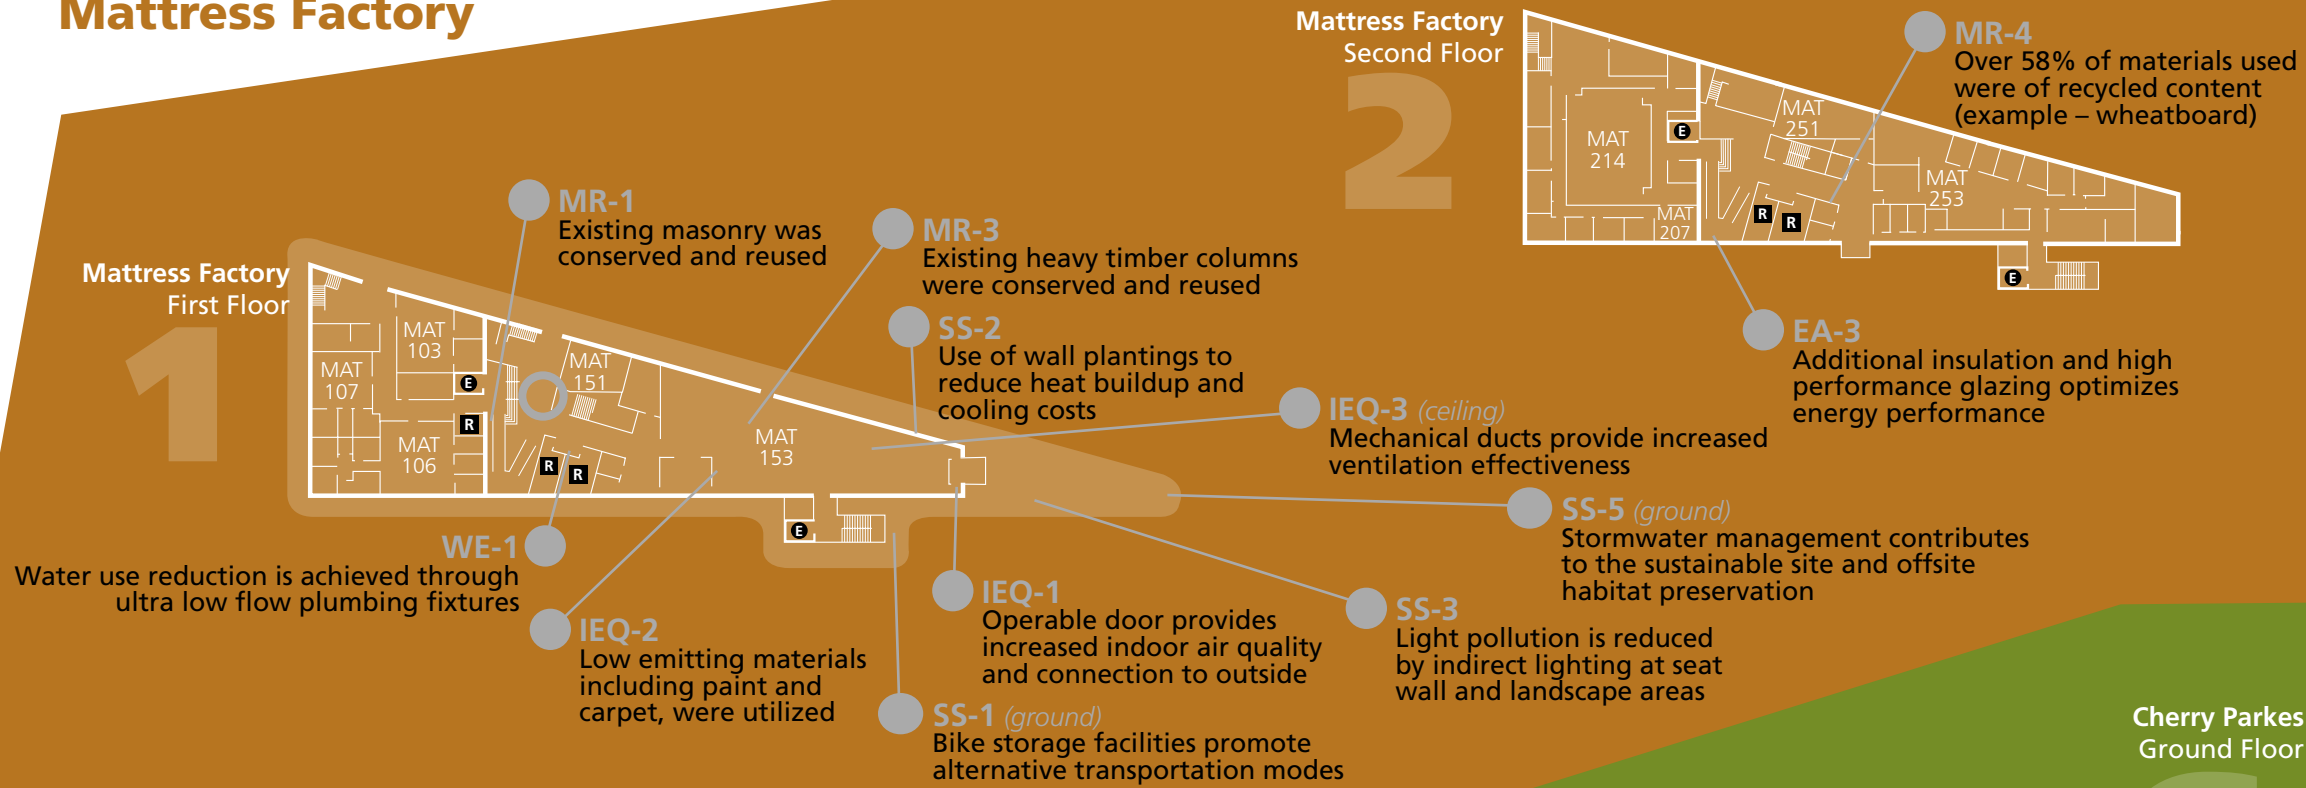 Mattress Factory
Mattress Factory
Second Floor
2
MAT
214
MAT
207
MAT
251
MAT
253
E
R
R
E
MR-4
Over 58% of materials used
were of recycled content
(example – wheatboard)
EA-3
Additional insulation and high
performance glazing optimizes
energy performance
Mattress Factory
First Floor
1
MAT
103
MAT
107
MAT
106
MAT
151
MAT
153
E
R
R
R
E
MR-1
Existing masonry was
conserved and reused
MR-3
Existing heavy timber columns
were conserved and reused
SS-2
Use of wall plantings to
reduce heat buildup and
cooling costs
IEQ-3 (ceiling)
Mechanical ducts provide increased
ventilation effectiveness
SS-5 (ground)
Stormwater management contributes
to the sustainable site and offsite
habitat preservation
WE-1
Water use reduction is achieved through
ultra low flow plumbing fixtures
IEQ-2
Low emitting materials
including paint and
carpet, were utilized
IEQ-1
Operable door provides
increased indoor air quality
and connection to outside
SS-3
Light pollution is reduced
by indirect lighting at seat
wall and landscape areas
SS-1 (ground)
Bike storage facilities promote
alternative transportation modes
Cherry Parkes
Ground Floor